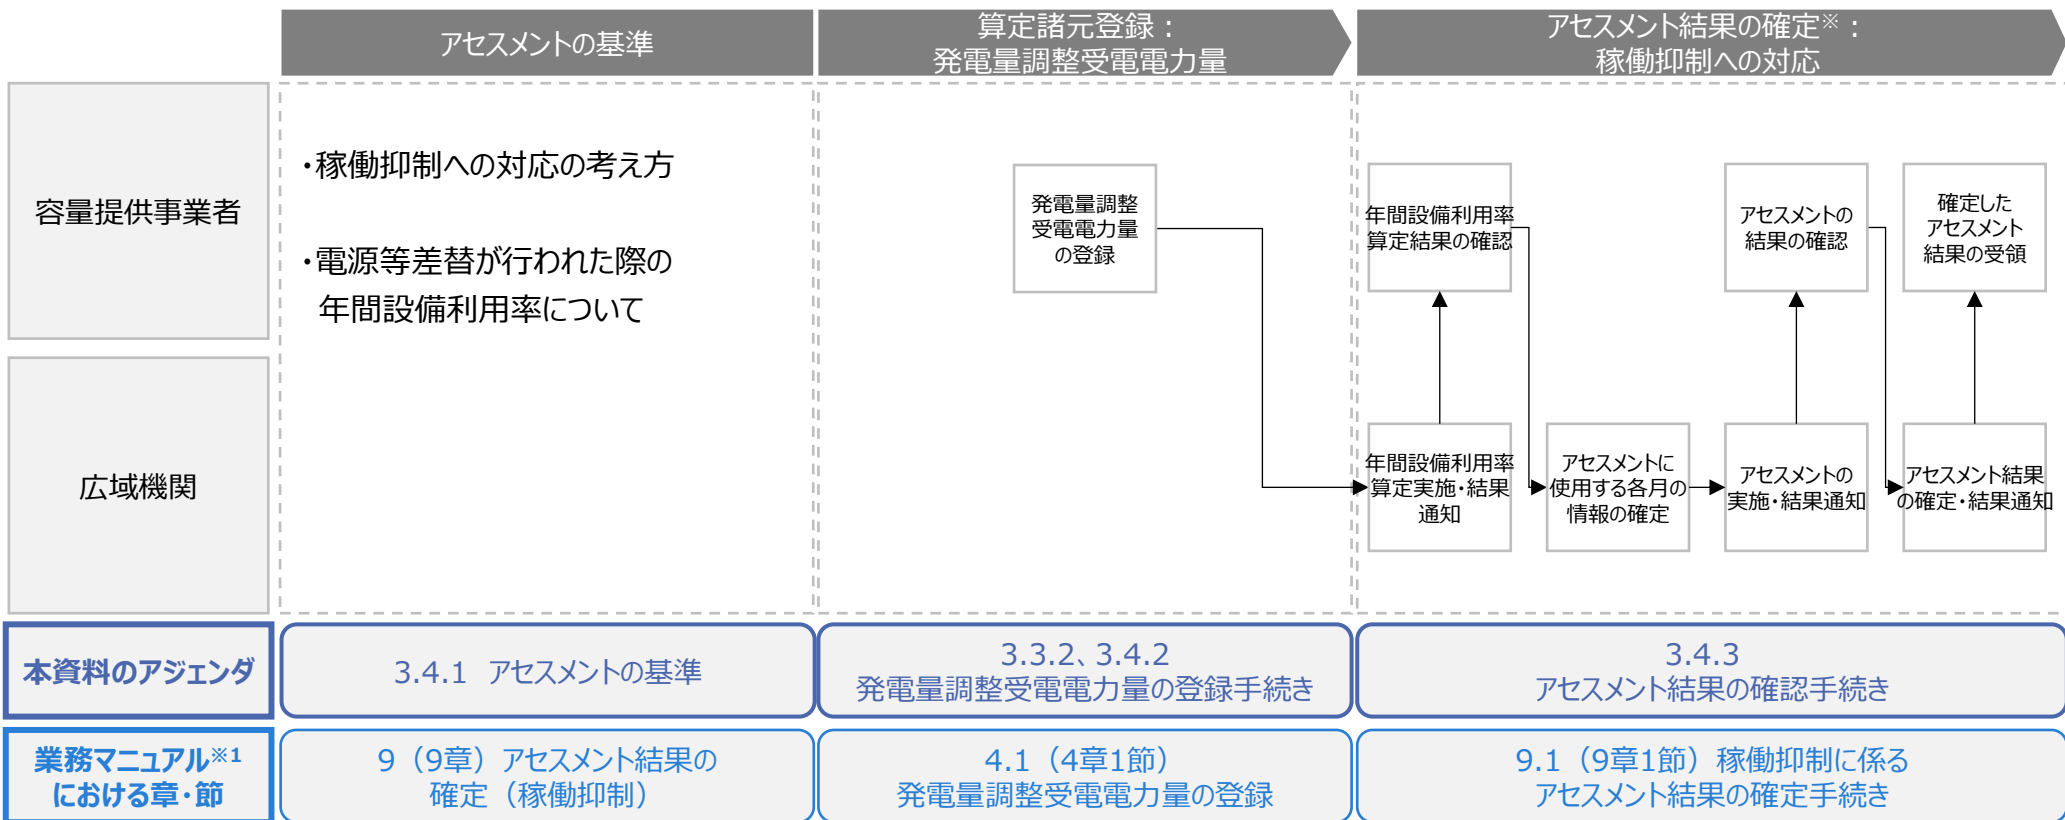 アセスメントの基準
算定諸元登録：
発電量調整受電電力量
アセスメント結果の確定※：
稼働抑制への対応
容量提供事業者
・稼働抑制への対応の考え方
・電源等差替が行われた際の
年間設備利用率について
発電量調整
受電電力量
の登録
年間設備利用率
算定結果の確認
アセスメントの
結果の確認
確定した
アセスメント
結果の受領
広域機関
年間設備利用率
算定実施・結果
通知
アセスメントに
使用する各月の
情報の確定
アセスメントの
実施・結果通知
アセスメント結果
の確定・結果通知
本資料のアジェンダ
3.4.1 アセスメントの基準
3.3.2、3.4.2
発電量調整受電電力量の登録手続き
3.4.3
アセスメント結果の確認手続き
業務マニュアル※1
における章・節
9（9章）アセスメント結果の
確定（稼働抑制）
4.1（4章1節）
発電量調整受電電力量の登録
9.1（9章1節）稼働抑制に係る
アセスメント結果の確定手続き